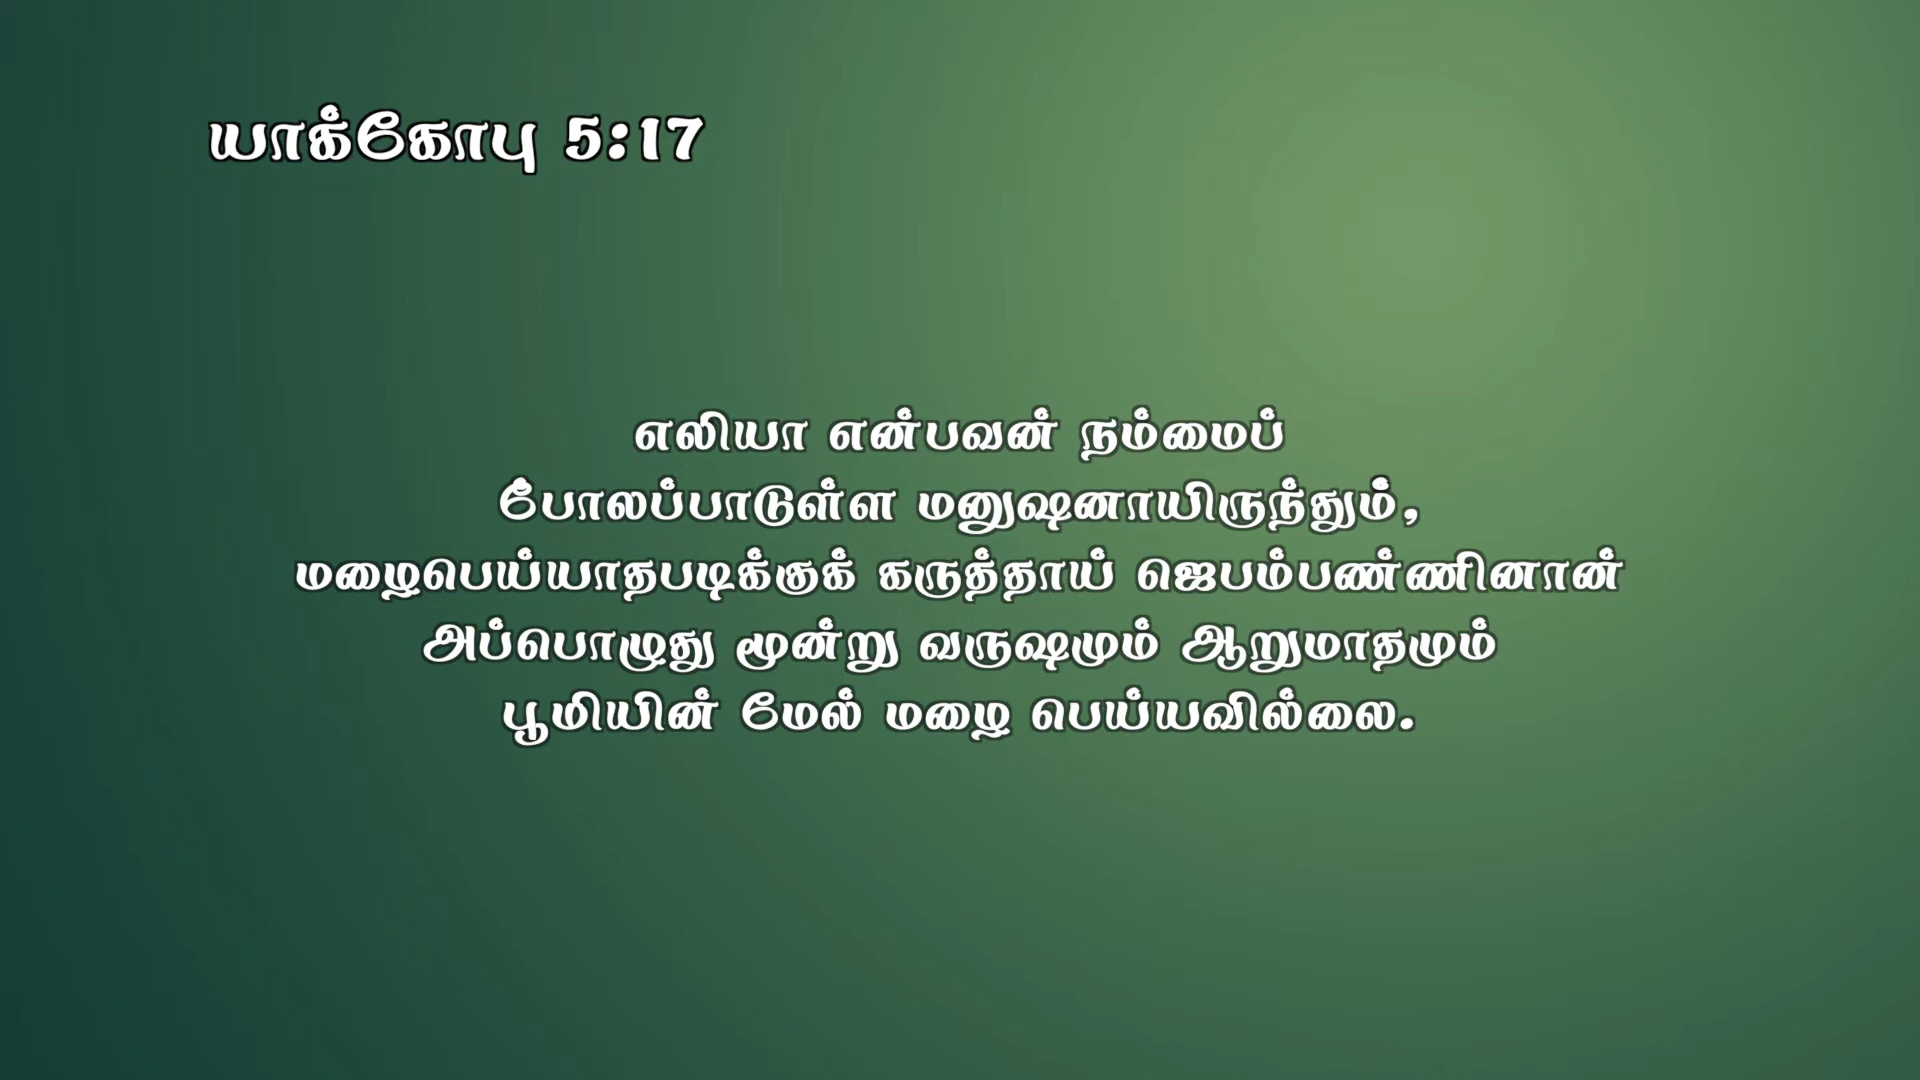 யாக்கோபு 5:17
எலியா என்பவன் நம்மைப்
போலப்பாடுள்ள மனுஷனாயிருந்தும்,
மழைபெய்யாதபடிக்குக் கருத்தாய் ஜெபம்பண்ணினான்
அப்பொழுது மூன்று வருஷமும் ஆறுமாதமும்
பூமியின் மேல் மழை பெய்யவில்லை.